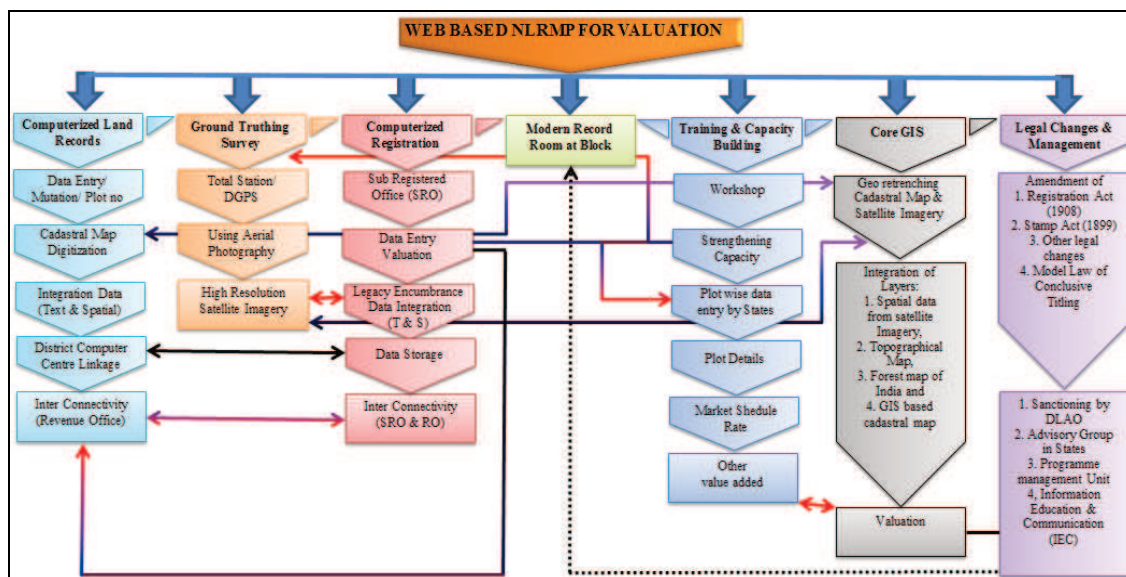 WEB BASED NLRMP FOR VALUATION
Computerized Land
Records
Data Entry/
Mutation/ Plot no
Cadastral Map
Digitization
Integration Data
(Text & Spatial)
District Computer
Centre Linkage
Inter Connectivity
(Revenue Office)
Ground Truthing
Survey
Total Station/
DGPS
Using Aerial
Photography
High Resolution
Satellite Imagery
Computerized
Registration
Sub Registered
Office (SRO)
Data Entry
Valuation
Legacy Encumbrance
Data Integration
(T & S)
Data Storage
Inter Connectivity
(SRO & RO)
Modern Record
Room at Block
Training & Capacity
Building
Workshop
Strengthening
Capacity
Plot wise data
entry by States
Plot Details
Market Shedule
Rate
Other
value added
Core GIS
Geo retrenching
Cadastral Map &
Satellite Imagery
Integration of
Layers:
1. Spatial data
from satellite
Imagery,
2. Topographical
Map,
3. Forest map of
India and
4. GIS based
cadastral map
Valuation
Legal Changes &
Management
Amendment of
1. Registration Act
(1908)
2. Stamp Act (1899)
3. Other legal
changes
4. Model Law of
Conclusive
Titling
1. Sanctioning by
DLAO
2. Advisory Group
in States
3. Programme
management Unit
4, Information
Education &
Communication
(IEC)